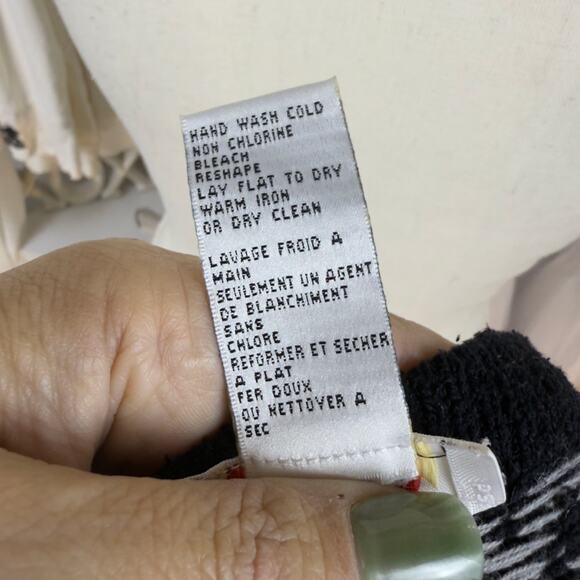 HAND WASH COLD
NON CHLORINE
BLEACH
RESHAPE
LAY FLAT TO DRY
WARM IRON
OR DRY CLEAN
LAVAGE FROID A
MAIN
SEULEMENT UN AGENT
DE BLANCHIMENT
SANS
CHLORE
REFORMER ET SECHER
A PLAT
FER DOUX
OU NETTOYER A
SEC